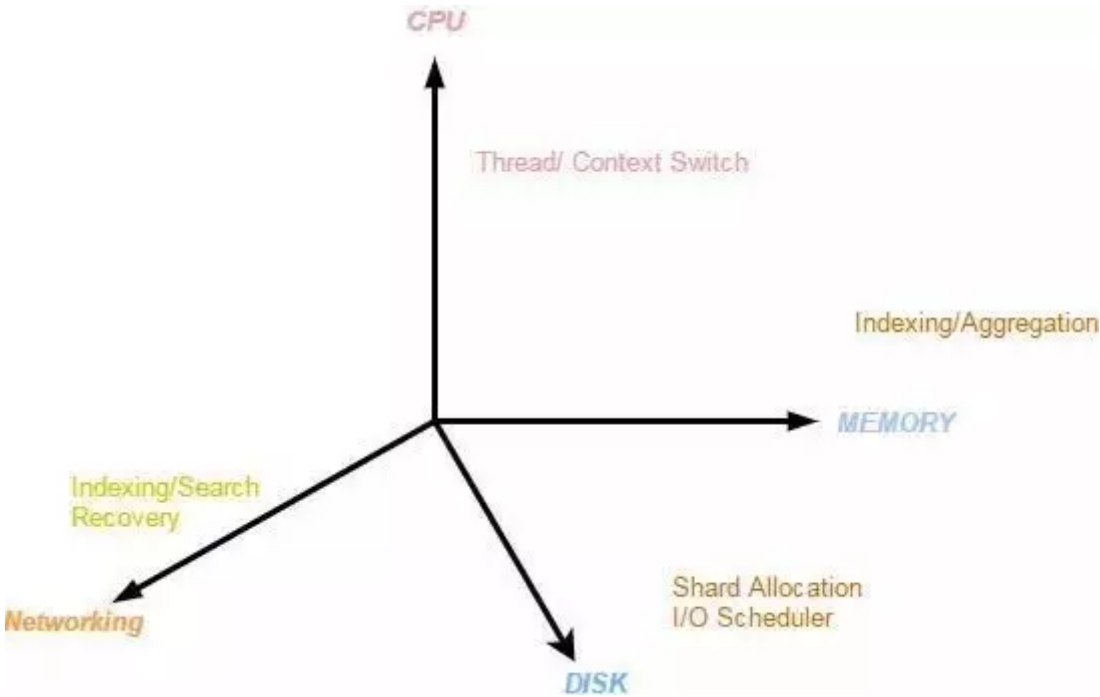 CPU
Thread/ Context Switch
Indexing/Aggregation
MEMORY
Indexing/Search
Recovery
Shard Allocation
I/O Scheduler
Networking
DISK